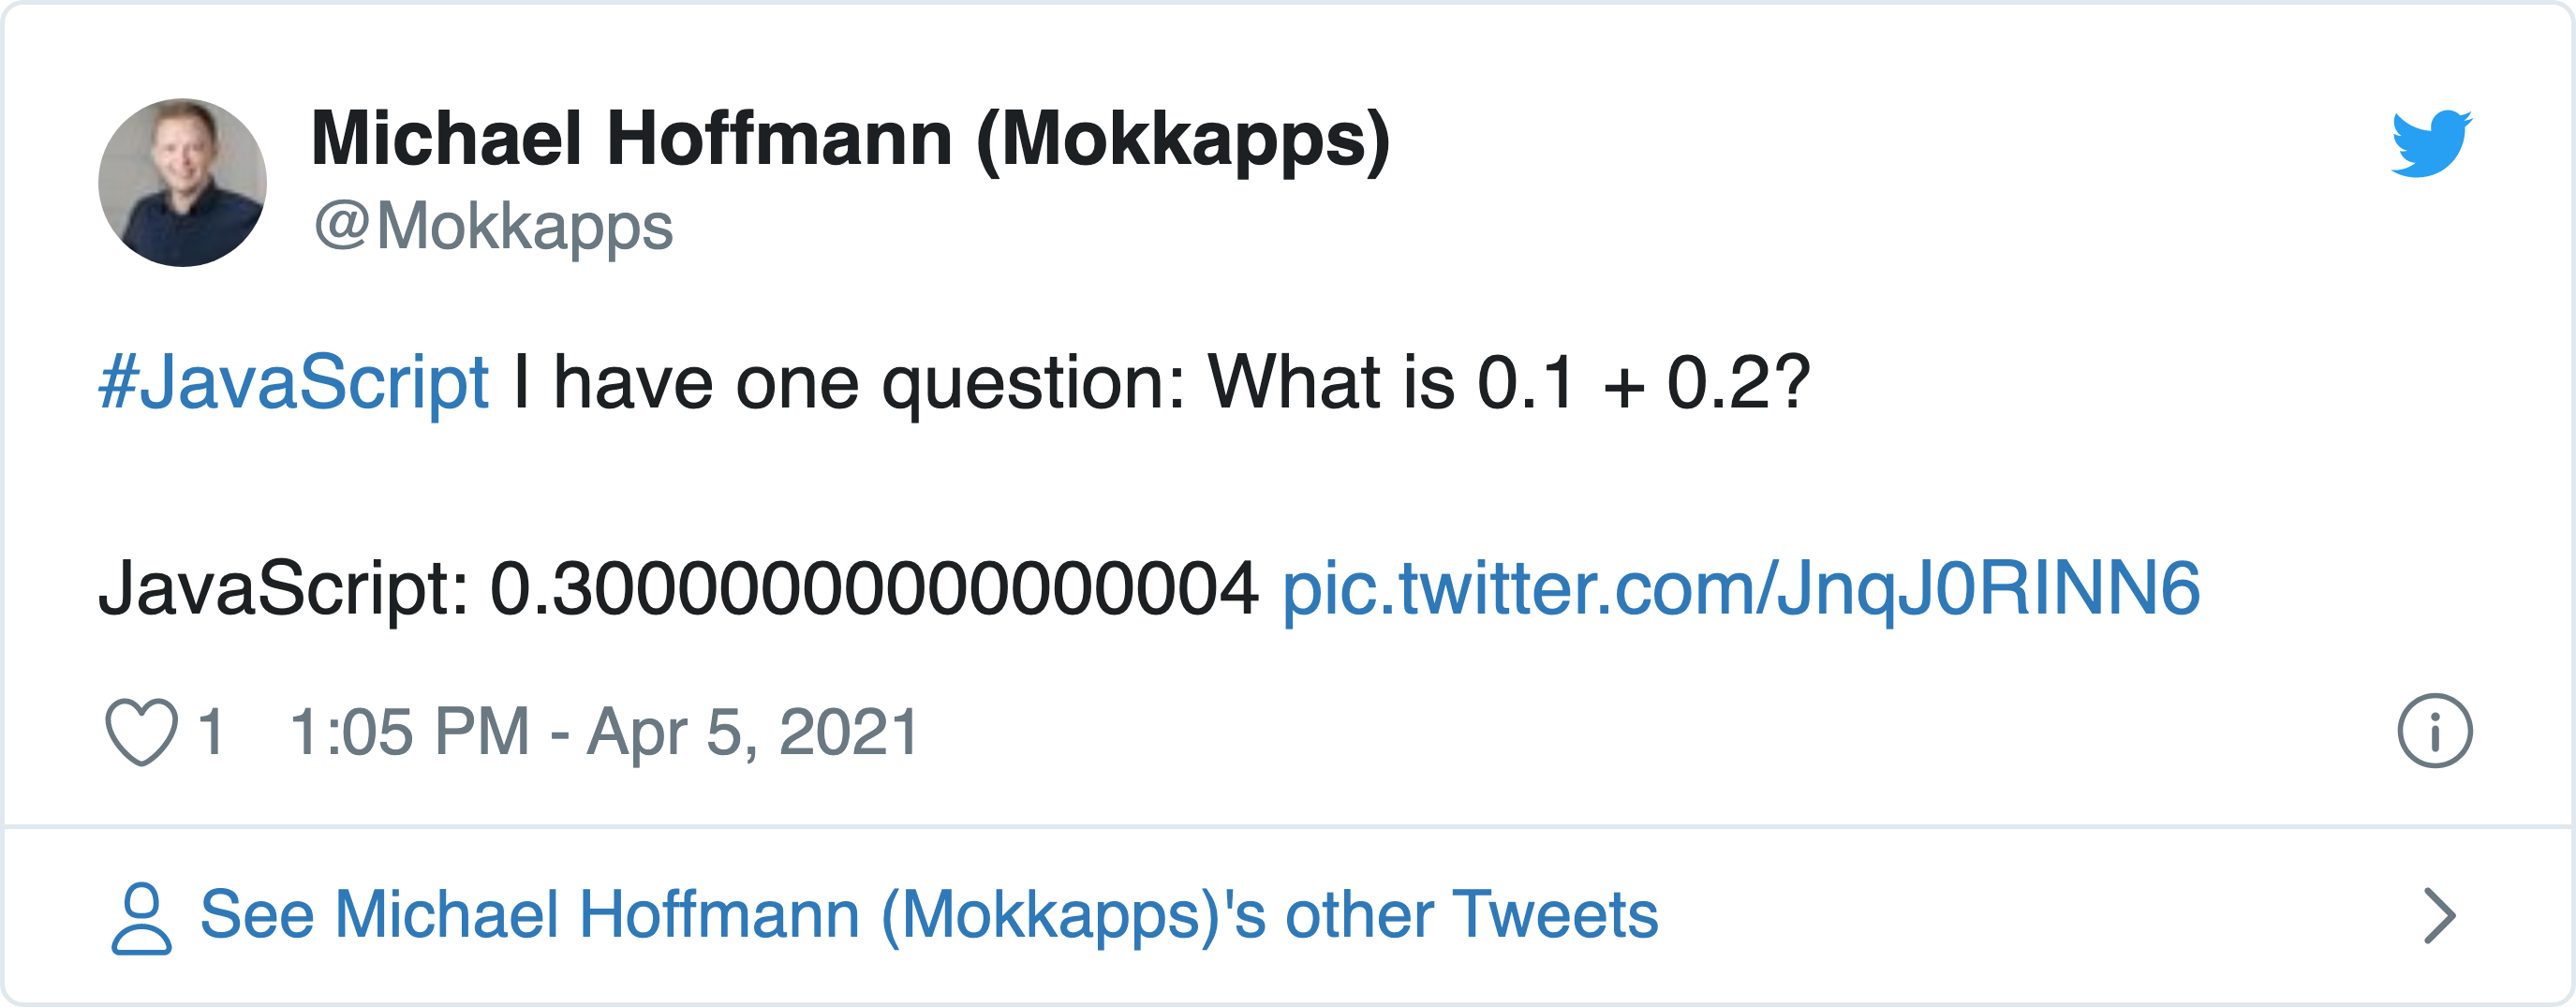 Michael Hoffmann (Mokkapps)
@Mokkapps
#JavaScript I have one question: What is 0.1 + 0.2?
JavaScript: 0.30000000000000004 pic.twitter.com/JnqJ0RINN6
1 1:05 PM - Apr 5, 2021
See Michael Hoffmann (Mokkapps)'s other Tweets